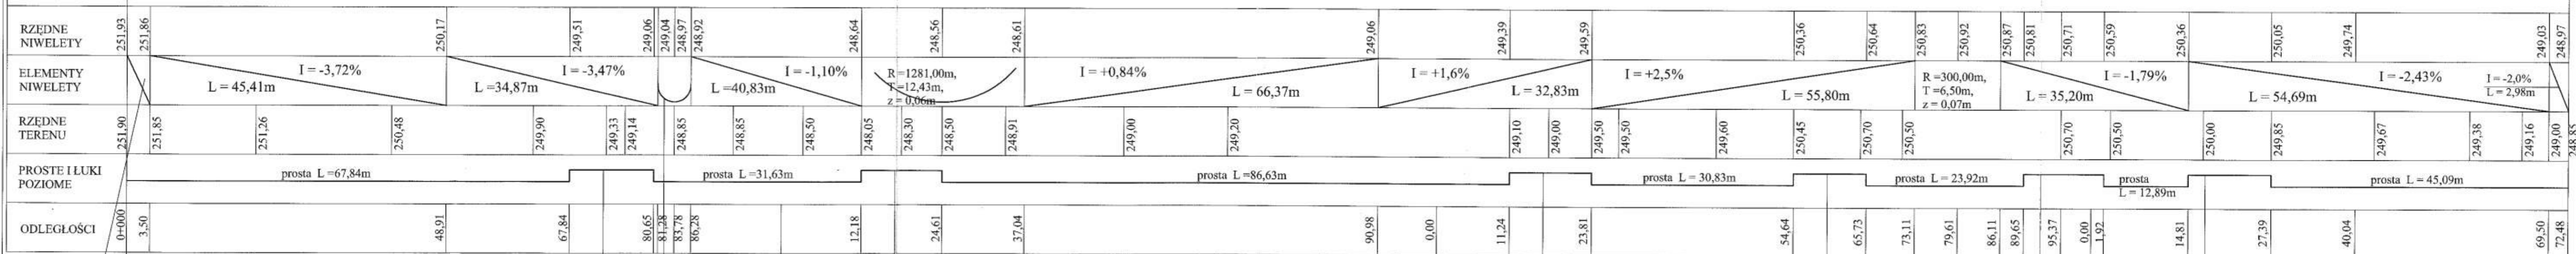 RZĘDNE
NIWELETY
251,93 251,86 250,17 249,51 249,06 249,04 248,97 248,92 248,64 248,56 248,61 249,06 249,39 249,59 250,36 250,64 250,83 250,92 250,87 250,81 250,71 250,59 250,36 250,05 249,74 249,03 248,97
ELEMENTY
NIWELETY
I = -3,72%
L = 45,41m
I = -3,47%
L =34,87m
I = -1,10%
L =40,83m
R =1281,00m,
T =12,43m,
z = 0,06m
I = +0,84%
L = 66,37m
I = +1,6%
L = 32,83m
I = +2,5%
L = 55,80m
R =300,00m,
T =6,50m,
z = 0,07m
I = -1,79%
L = 35,20m
I = -2,43%
L = 54,69m
I = -2,0%
L = 2,98m
RZĘDNE
TERENU
251,90 251,85 251,26 250,48 249,90 249,33 249,14 248,85 248,85 248,50 248,05 248,30 248,50 248,91 249,00 249,20 249,10 249,00 249,50 249,50 249,60 250,45 250,70 250,50 250,70 250,50 250,00 249,85 249,67 249,38 249,16 249,00 248,85
PROSTE I ŁUKI
POZIOME
prosta L =67,84m
prosta L =31,63m
prosta L =86,63m
prosta L = 30,83m
prosta L = 23,92m
prosta
L = 12,89m
prosta L = 45,09m
ODLEGŁOŚCI
0+000 3,50 48,91 67,84 80,65 81,28 83,78 86,28 12,18 24,61 37,04 90,98 0,00 11,24 23,81 54,64 65,73 73,11 79,61 86,11 89,65 95,37 0,00 1,92 14,81 27,39 40,04 69,50 72,48